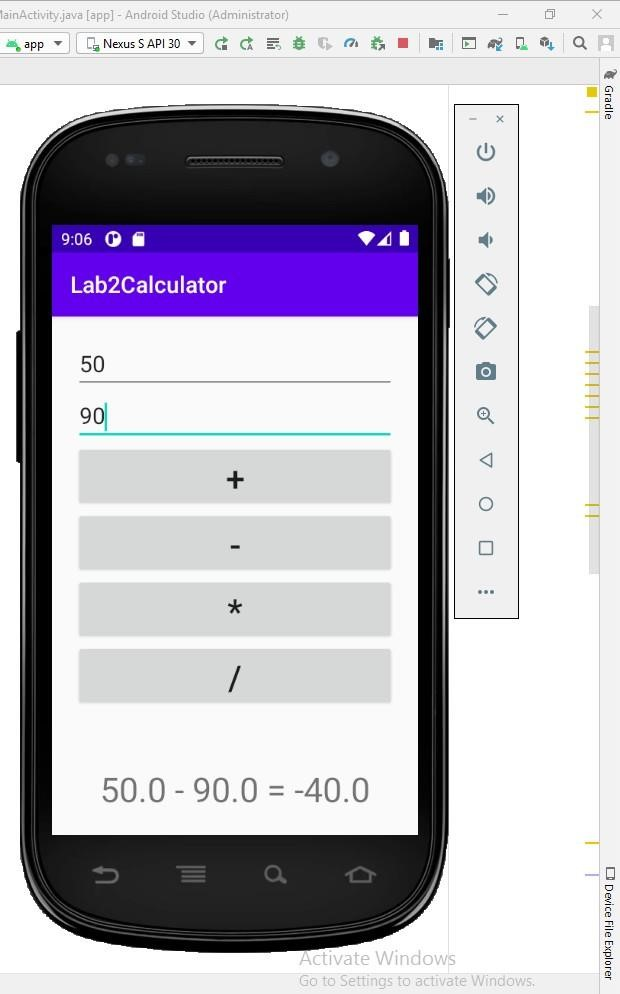 MainActivity.java [app] - Android Studio (Administrator)
app
Nexus S API 30
Gradle
9:06
Lab2Calculator
50
90
+
-
*
/
50.0 - 90.0 = -40.0
Device File Explorer
Activate Windows
Go to Settings to activate Windows.